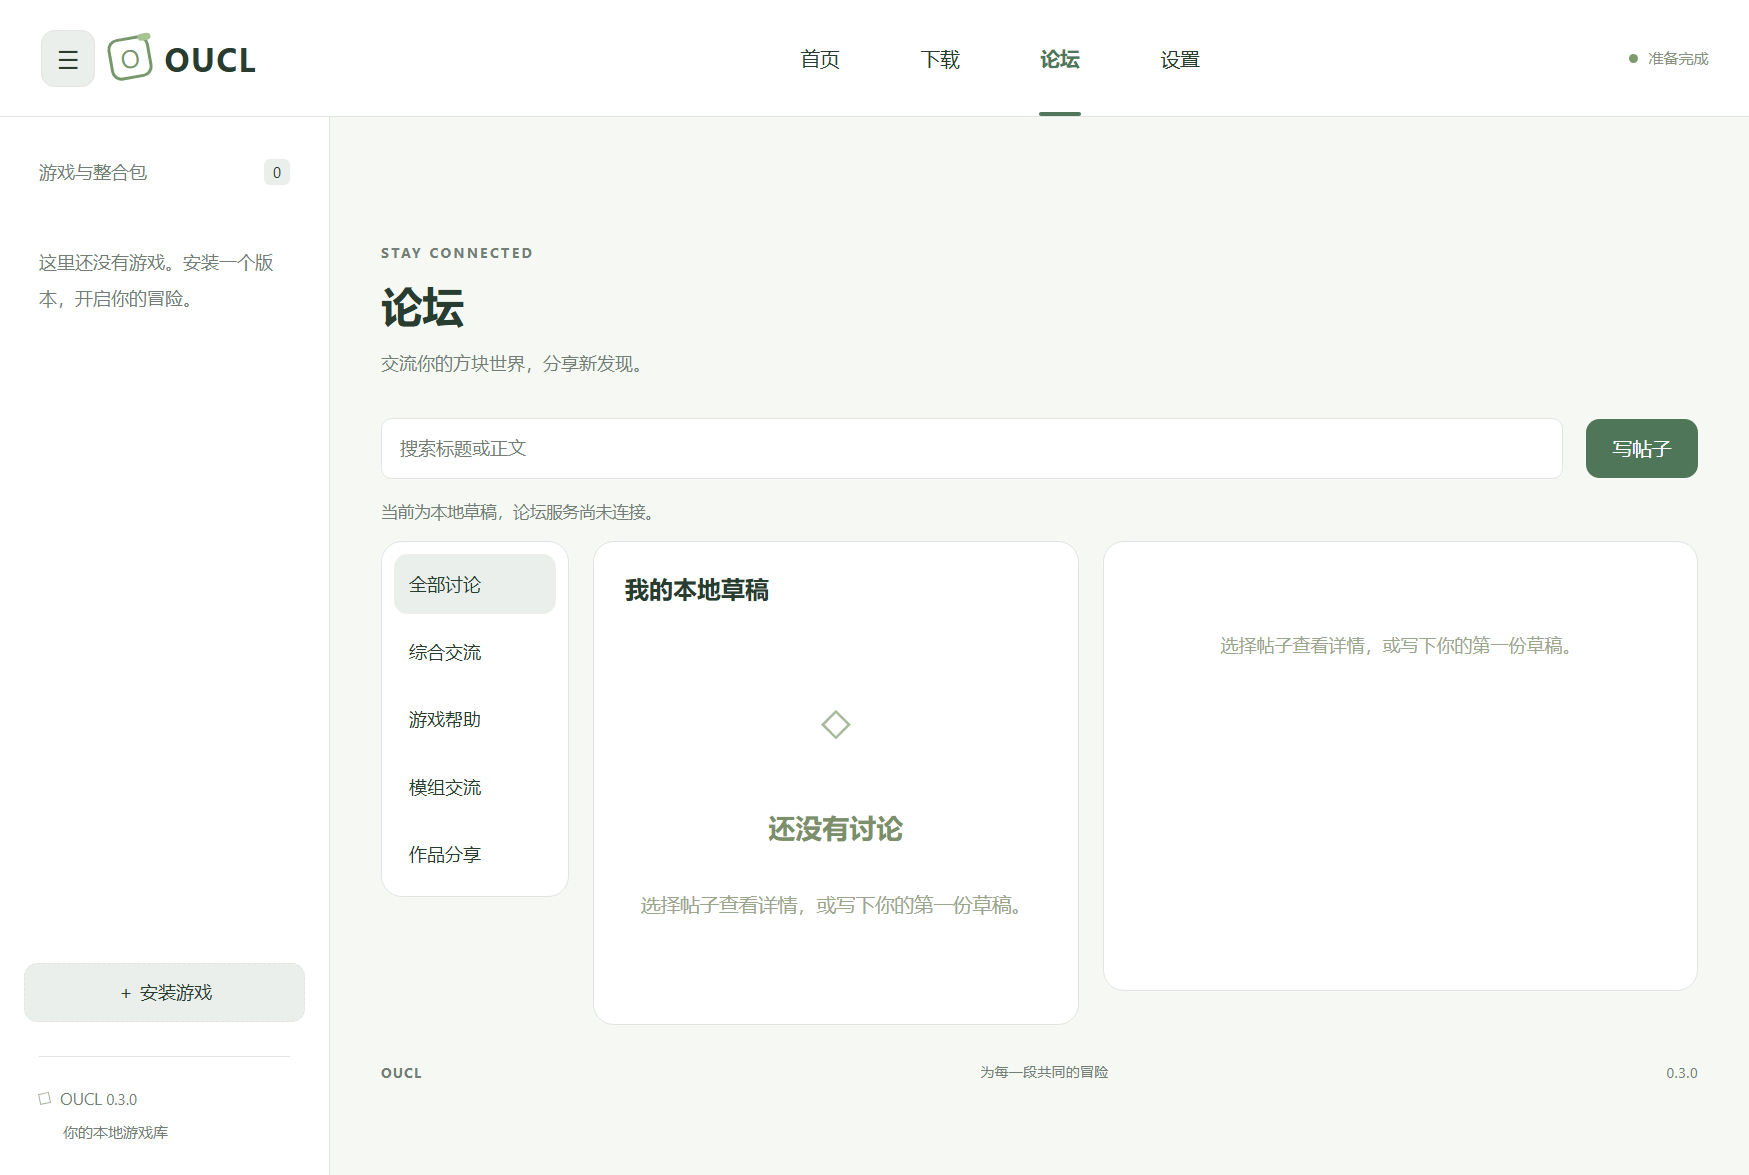 ☰ O OUCL
首页 下载 论坛 设置
准备完成
游戏与整合包 0
这里还没有游戏。安装一个版
本，开启你的冒险。
+ 安装游戏
OUCL 0.3.0
你的本地游戏库
STAY CONNECTED
论坛
交流你的方块世界，分享新发现。
搜索标题或正文
写帖子
当前为本地草稿，论坛服务尚未连接。
全部讨论
综合交流
游戏帮助
模组交流
作品分享
我的本地草稿
还没有讨论
选择帖子查看详情，或写下你的第一份草稿。
选择帖子查看详情，或写下你的第一份草稿。
OUCL 为每一段共同的冒险 0.3.0